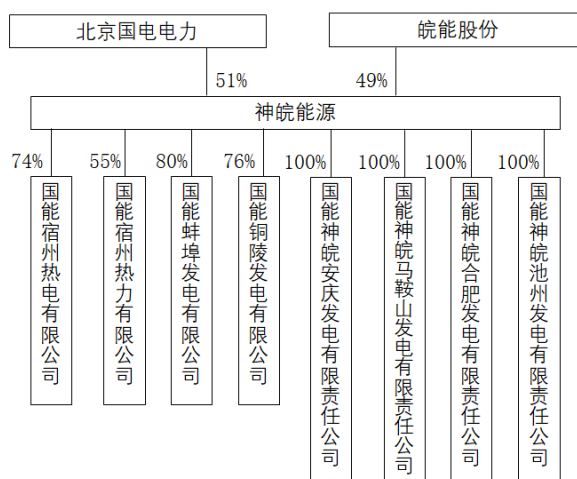 北京国电电力
皖能股份
51%
49%
神皖能源
74%
55%
80%
76%
100%
100%
100%
100%
国能宿州热电有限公司
国能宿州热力有限公司
国能蚌埠发电有限公司
国能铜陵发电有限公司
国能神皖安庆发电有限责任公司
国能神皖马鞍山发电有限责任公司
国能神皖合肥发电有限责任公司
国能神皖池州发电有限责任公司